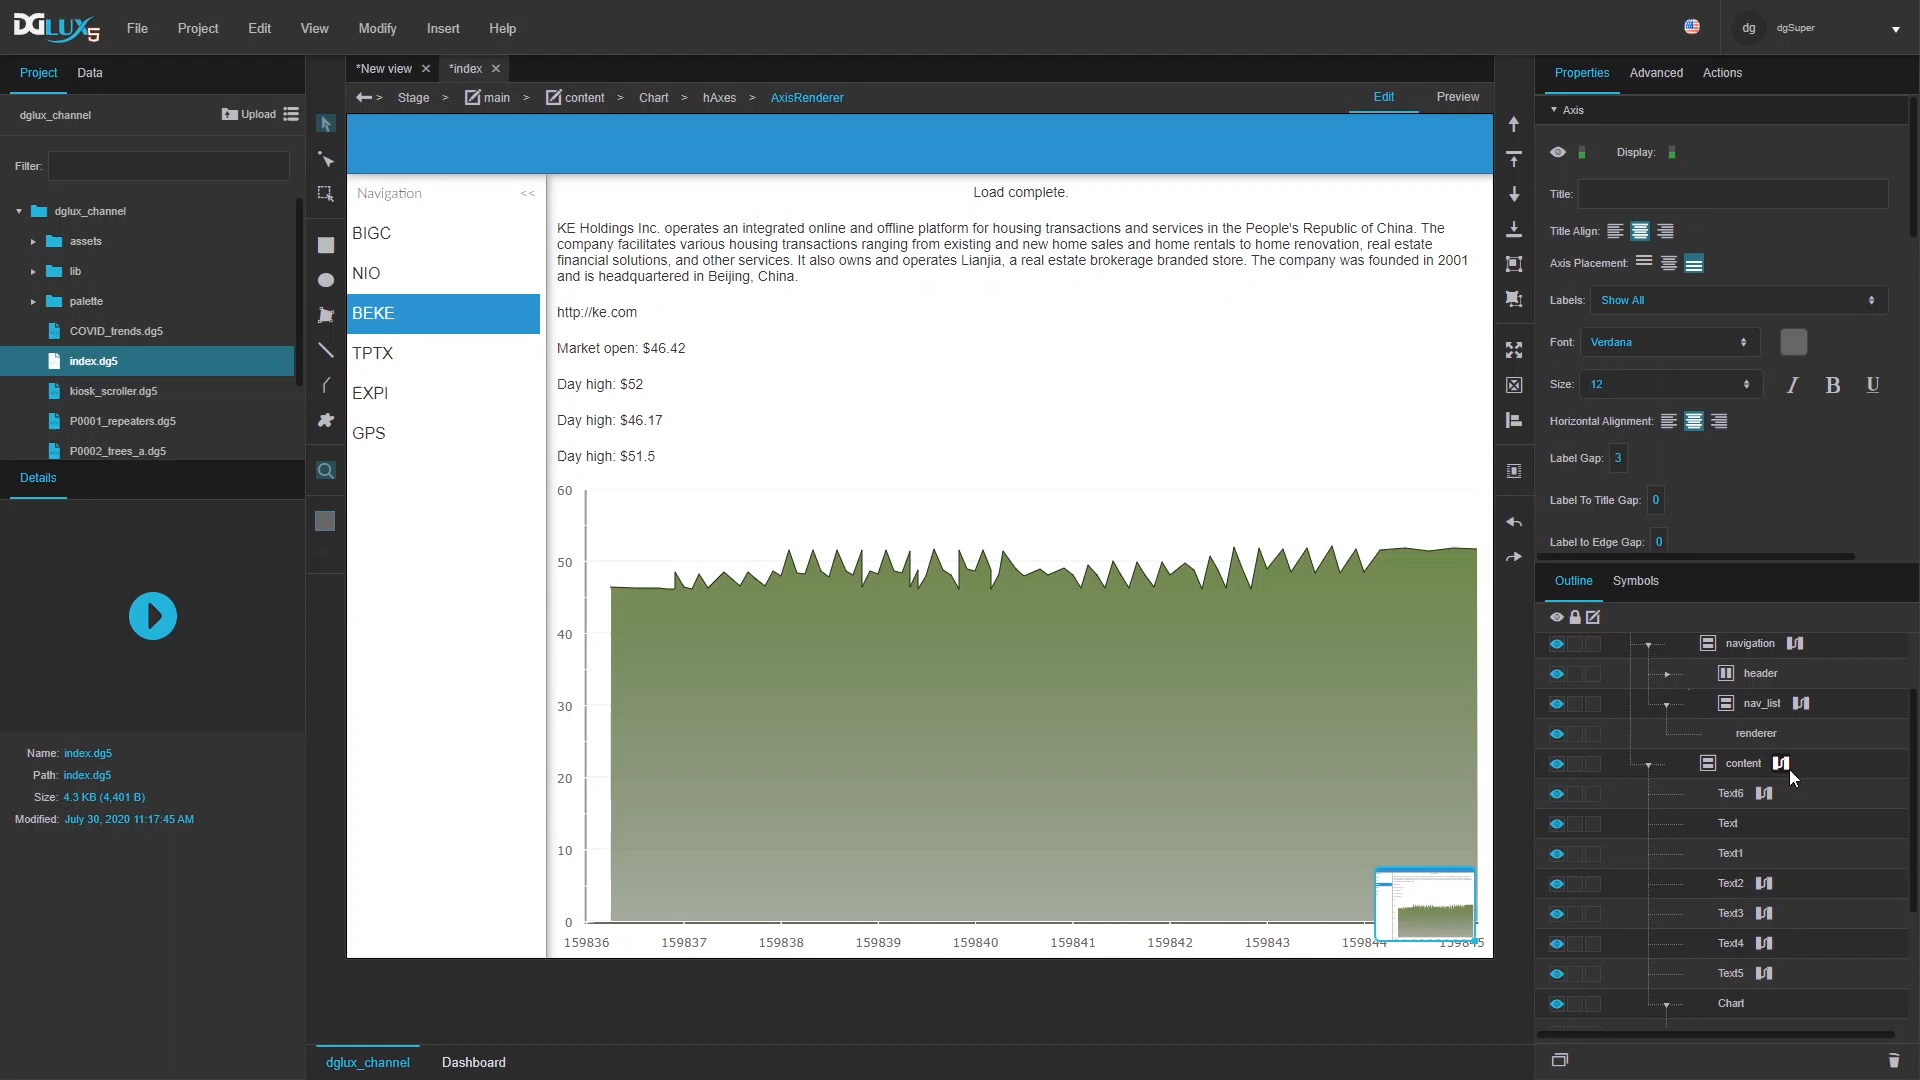 DGLUX5
File Project Edit View Modify Insert Help
dg dgSuper
Project Data
dglux_channel Upload
Filter:
dglux_channel
assets
lib
palette
COVID_trends.dg5
index.dg5
kiosk_scroller.dg5
P0001_repeaters.dg5
P0002_trees_a.dg5
Details
Name: index.dg5
Path: index.dg5
Size: 4.3 KB (4,401 B)
Modified: July 30, 2020 11:17:45 AM
*New view *index
Stage > main > content > Chart > hAxes > AxisRenderer
Edit Preview
Navigation <<
BIGC
NIO
BEKE
TPTX
EXPI
GPS
Load complete.
KE Holdings Inc. operates an integrated online and offline platform for housing transactions and services in the People's Republic of China. The
company facilitates various housing transactions ranging from existing and new home sales and home rentals to home renovation, real estate
financial solutions, and other services. It also owns and operates Lianjia, a real estate brokerage branded store. The company was founded in 2001
and is headquartered in Beijing, China.
http://ke.com
Market open: $46.42
Day high: $52
Day high: $46.17
Day high: $51.5
60
50
40
30
20
10
0
159836 159837 159838 159839 159840 159841 159842 159843 159844 159845
dglux_channel Dashboard
Properties Advanced Actions
Axis
Display:
Title:
Title Align:
Axis Placement:
Labels: Show All
Font: Verdana
Size: 12 I B U
Horizontal Alignment:
Label Gap: 3
Label To Title Gap: 0
Label to Edge Gap: 0
Outline Symbols
navigation
header
nav_list
renderer
content
Text6
Text
Text1
Text2
Text3
Text4
Text5
Chart